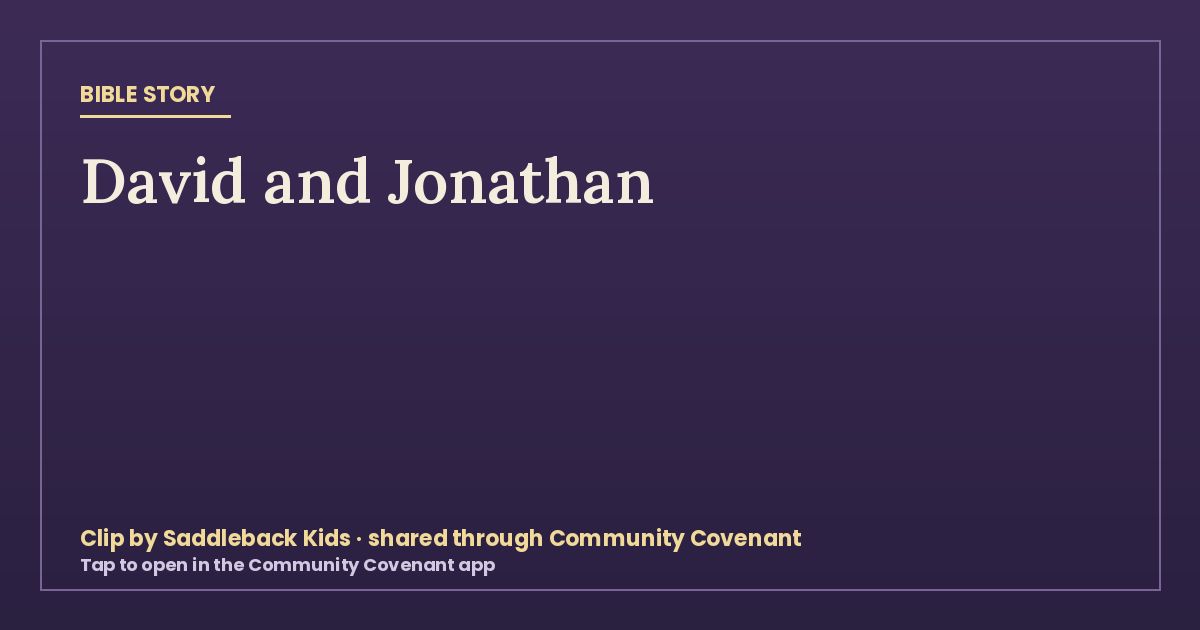 BIBLE STORY
David and Jonathan
Clip by Saddleback Kids · shared through Community Covenant
Tap to open in the Community Covenant app